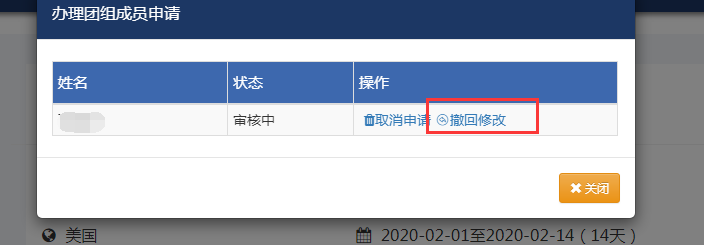 办理团组成员申请
姓名 状态 操作
审核中 取消申请 撤回修改
关闭
美国 2020-02-01至2020-02-14（14天）